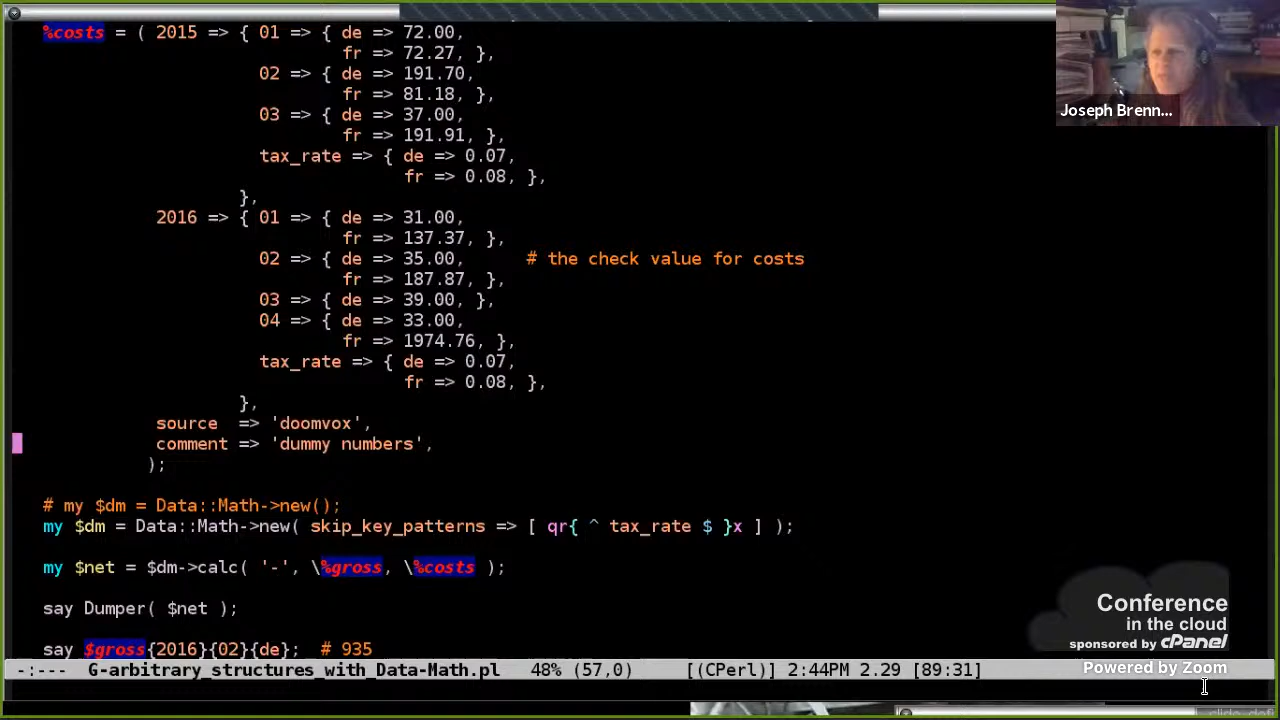 %costs = ( 2015 => { 01 => { de => 72.00,
fr => 72.27, },
02 => { de => 191.70,
fr => 81.18, },
03 => { de => 37.00,
fr => 191.91, },
tax_rate => { de => 0.07,
fr => 0.08, },
},
2016 => { 01 => { de => 31.00,
fr => 137.37, },
02 => { de => 35.00, # the check value for costs
fr => 187.87, },
03 => { de => 39.00, },
04 => { de => 33.00,
fr => 1974.76, },
tax_rate => { de => 0.07,
fr => 0.08, },
},
source => 'doomvox',
comment => 'dummy numbers',
);
# my $dm = Data::Math->new();
my $dm = Data::Math->new( skip_key_patterns => [ qr{ ^ tax_rate $ }x ] );
my $net = $dm->calc( '-', \%gross, \%costs );
say Dumper( $net );
say $gross{2016}{02}{de}; # 935
-:--- G-arbitrary_structures_with_Data-Math.pl 48% (57,0) [(CPerl)] 2:44PM 2.29 [89:31]
Joseph Brenn...
Conference
in the cloud
sponsored by cPanel
Powered by Zoom